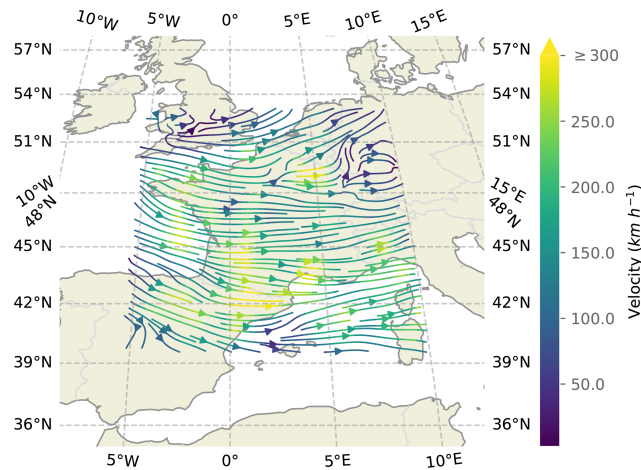 10°W 5°W 0° 5°E 10°E 15°E
57°N 57°N
54°N 54°N
51°N 51°N
10°W 48°N 15°E 48°N
45°N 45°N
42°N 42°N
39°N 39°N
36°N 36°N
5°W 0° 5°E 10°E
≥ 300
250.0
200.0
150.0
100.0
50.0
Velocity (km h⁻¹)